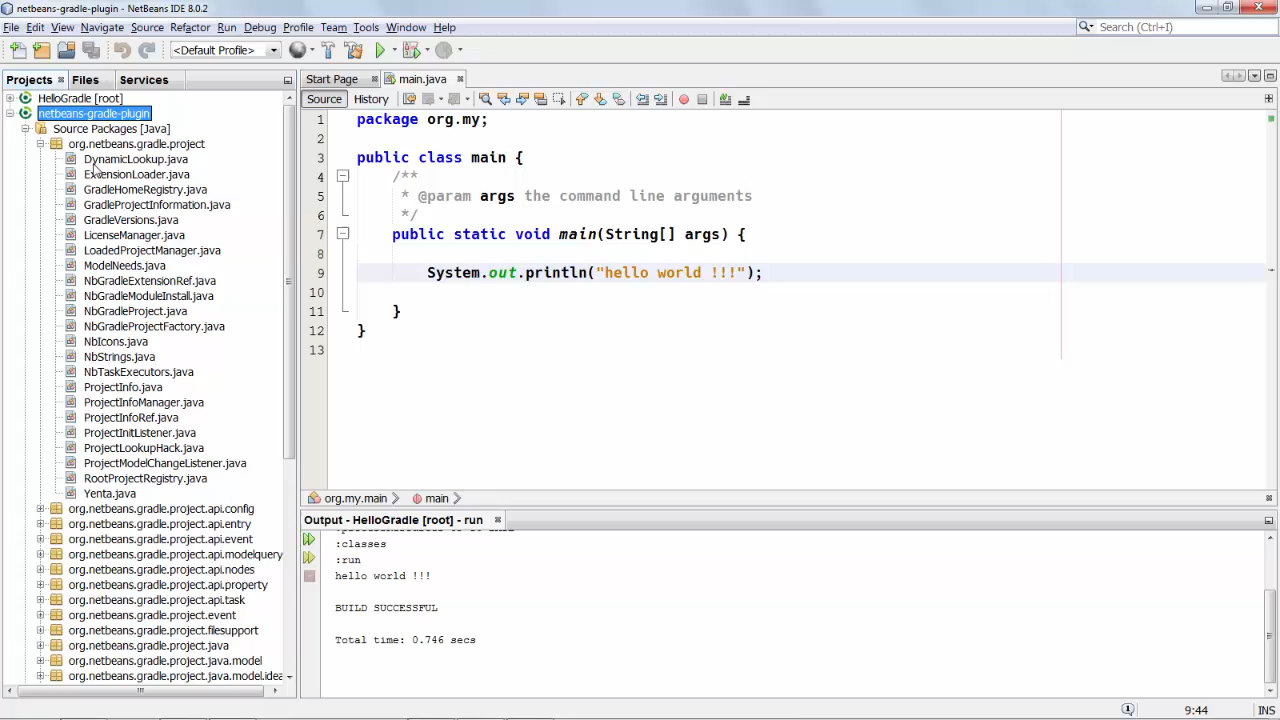 netbeans-gradle-plugin - NetBeans IDE 8.0.2
File Edit View Navigate Source Refactor Run Debug Profile Team Tools Window Help
Search (Ctrl+I)
<Default Profile>
Projects Files Services
HelloGradle [root]
netbeans-gradle-plugin
Source Packages [Java]
org.netbeans.gradle.project
DynamicLookup.java
ExtensionLoader.java
GradleHomeRegistry.java
GradleProjectInformation.java
GradleVersions.java
LicenseManager.java
LoadedProjectManager.java
ModelNeeds.java
NbGradleExtensionRef.java
NbGradleModuleInstall.java
NbGradleProject.java
NbGradleProjectFactory.java
NbIcons.java
NbStrings.java
NbTaskExecutors.java
ProjectInfo.java
ProjectInfoManager.java
ProjectInfoRef.java
ProjectInitListener.java
ProjectLookupHack.java
ProjectModelChangeListener.java
RootProjectRegistry.java
Yenta.java
org.netbeans.gradle.project.api.config
org.netbeans.gradle.project.api.entry
org.netbeans.gradle.project.api.event
org.netbeans.gradle.project.api.modelquery
org.netbeans.gradle.project.api.nodes
org.netbeans.gradle.project.api.property
org.netbeans.gradle.project.api.task
org.netbeans.gradle.project.event
org.netbeans.gradle.project.filesupport
org.netbeans.gradle.project.java
org.netbeans.gradle.project.java.model
org.netbeans.gradle.project.java.model.idea
Start Page main.java
Source History
1 package org.my;
2
3 public class main {
4 /**
5 * @param args the command line arguments
6 */
7 public static void main(String[] args) {
8
9 System.out.println("hello world !!!");
10
11 }
12 }
13
org.my.main main
Output - HelloGradle [root] - run
:classes
:run
hello world !!!
BUILD SUCCESSFUL
Total time: 0.746 secs
9:44 INS